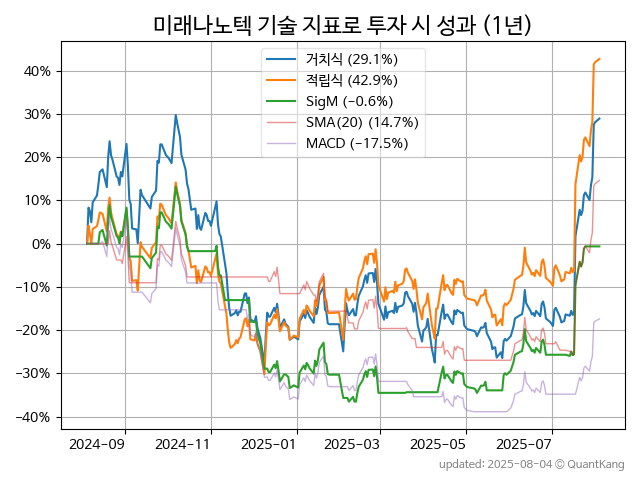 미래나노텍 기술 지표로 투자 시 성과 (1년)
거치식 (29.1%)
적립식 (42.9%)
SigM (−0.6%)
SMA(20) (14.7%)
MACD (−17.5%)
40%
30%
20%
10%
0%
−10%
−20%
−30%
−40%
2024-09 2024-11 2025-01 2025-03 2025-05 2025-07
updated: 2025-08-04 © QuantKang